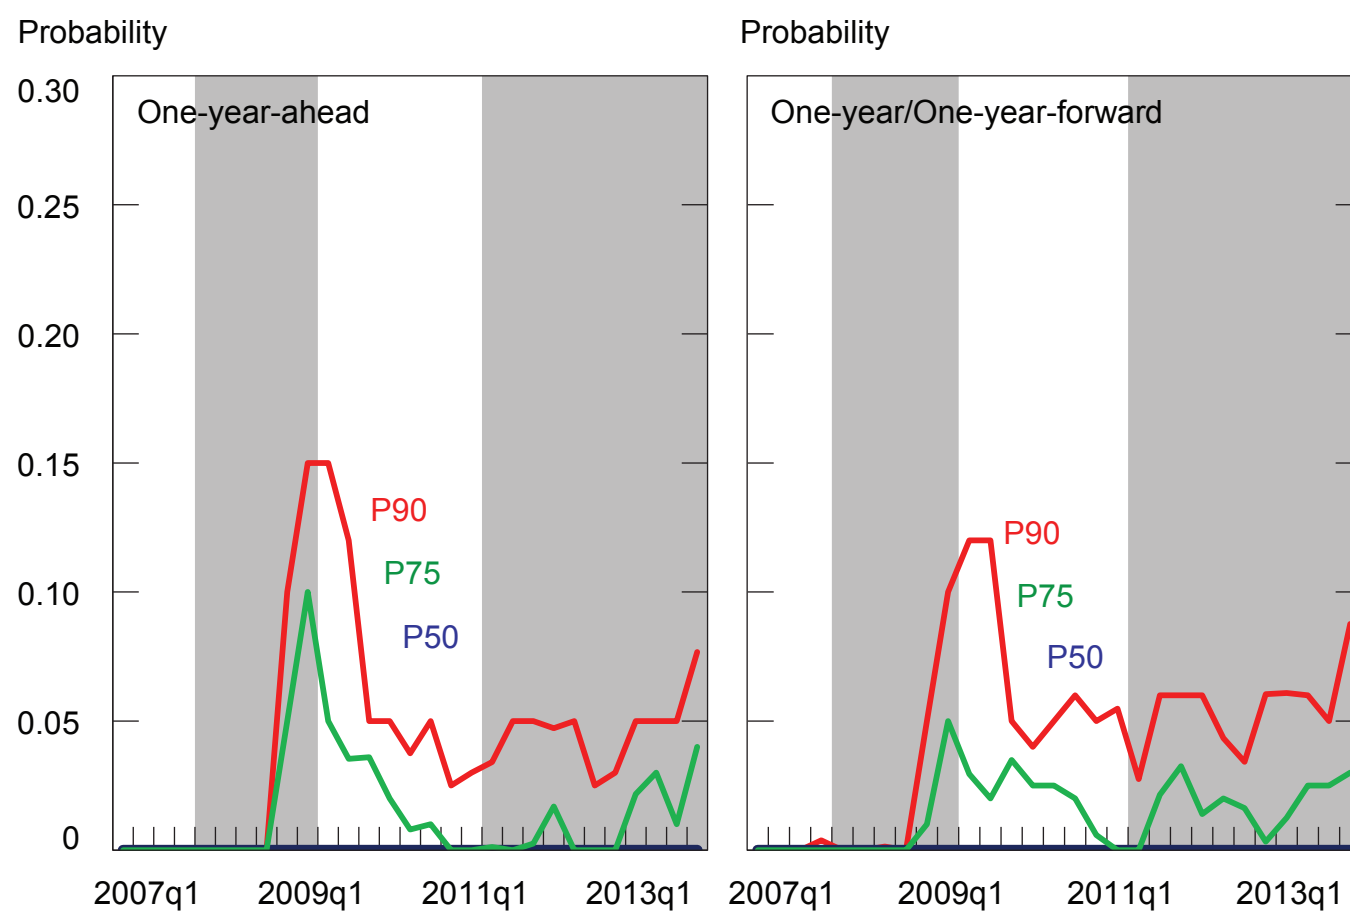 Probability
0.30
0.25
0.20
0.15
0.10
0.05
0
One-year-ahead
P90
P75
P50
2007q1 2009q1 2011q1 2013q1
Probability
One-year/One-year-forward
P90
P75
P50
2007q1 2009q1 2011q1 2013q1